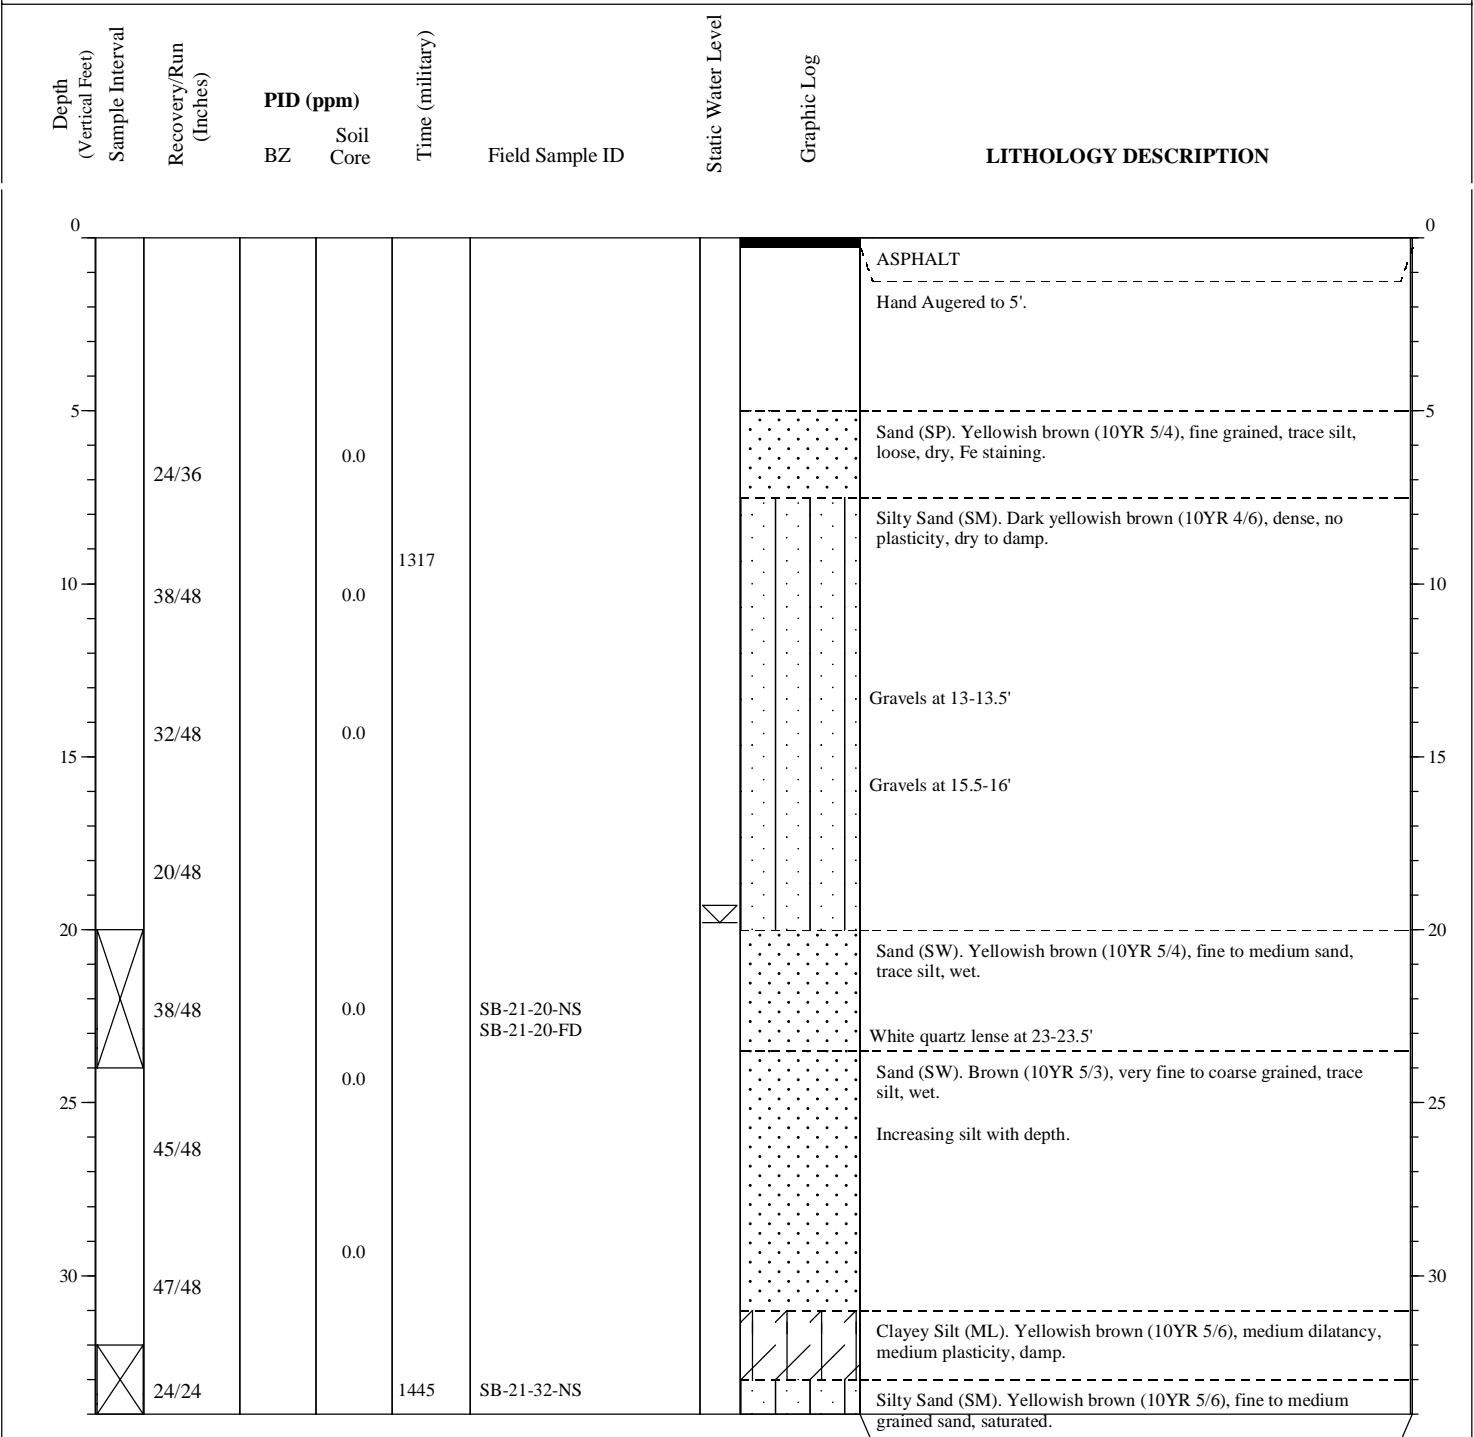 Depth
(Vertical Feet)
Sample Interval
Recovery/Run
(Inches)
PID (ppm)
BZ
Soil
Core
Time (military)
Field Sample ID
Static Water Level
Graphic Log
LITHOLOGY DESCRIPTION
0
0
ASPHALT
Hand Augered to 5'.
5
5
Sand (SP). Yellowish brown (10YR 5/4), fine grained, trace silt,
loose, dry, Fe staining.
0.0
24/36
Silty Sand (SM). Dark yellowish brown (10YR 4/6), dense, no
plasticity, dry to damp.
1317
10
38/48
0.0
10
Gravels at 13-13.5'
32/48
0.0
15
15
Gravels at 15.5-16'
20/48
20
20
Sand (SW). Yellowish brown (10YR 5/4), fine to medium sand,
trace silt, wet.
38/48
0.0
SB-21-20-NS
SB-21-20-FD
White quartz lense at 23-23.5'
0.0
Sand (SW). Brown (10YR 5/3), very fine to coarse grained, trace
silt, wet.
25
25
Increasing silt with depth.
45/48
0.0
30
47/48
30
Clayey Silt (ML). Yellowish brown (10YR 5/6), medium dilatancy,
medium plasticity, damp.
24/24
1445
SB-21-32-NS
Silty Sand (SM). Yellowish brown (10YR 5/6), fine to medium
grained sand, saturated.